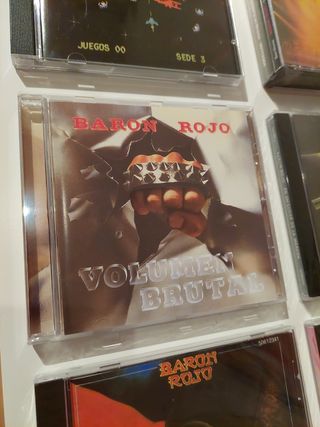 JUEGOS 00
SEDE 3
BARON ROJO
VOLUMEN
BRUTAL
BARON
ROJO